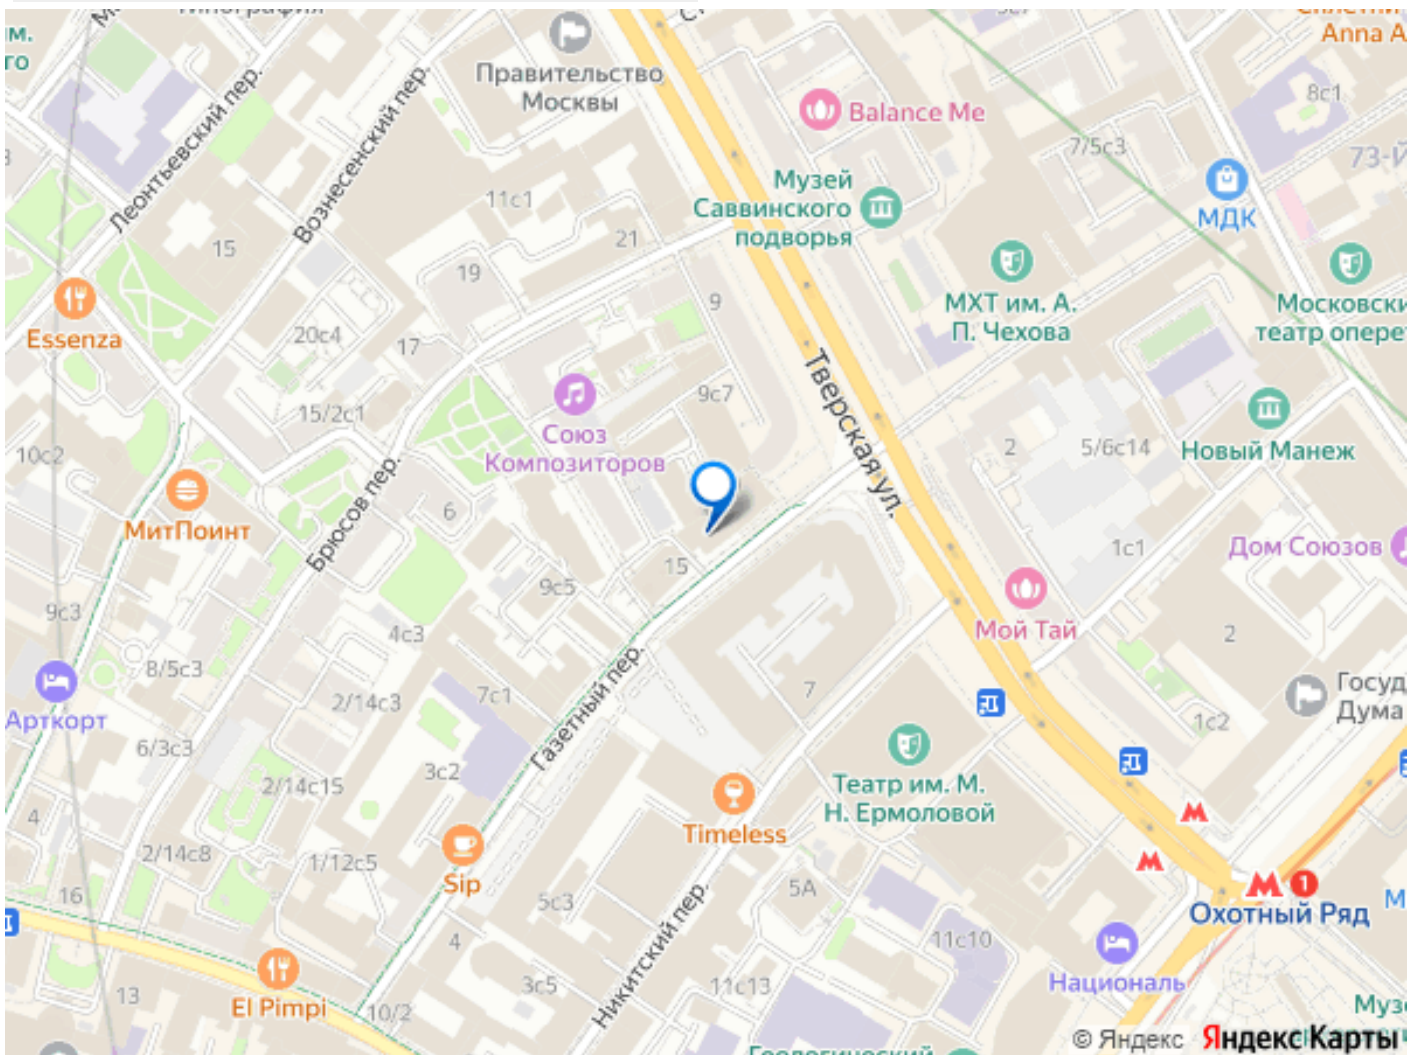 Типография
Анна А
Правительство
Москвы
Balance Me
8с1
7/5с3
Леонтьевский пер.
Вознесенский пер.
Музей
Саввинского
подворья
МДК
11с1
15
21
19
9
МХТ им. А.
П. Чехова
Московски
театр опере
Essenza
20с4
17
Тверская ул.
9с7
15/2с1
Союз
Композиторов
2
5/6с14
Новый Манеж
10с2
МитПоинт
Брюсов пер.
6
1с1
Дом Союзов
15
9с5
9с3
4с3
Мой Тай
2
8/5с3
Арткорт
2/14с3
7с1
Газетный пер.
7
Госуд
Дума
1с2
6/3с3
2/14с15
3с2
Театр им. М.
Н. Ермоловой
Timeless
4
2/14с8
1/12с5
Sip
5А
1
Охотный Ряд
16
5с3
Никитский пер.
11с10
4
El Pimpi
13
10/2
3с5
11с13
Националь
Музе
© Яндекс Яндекс Карты
Геологический